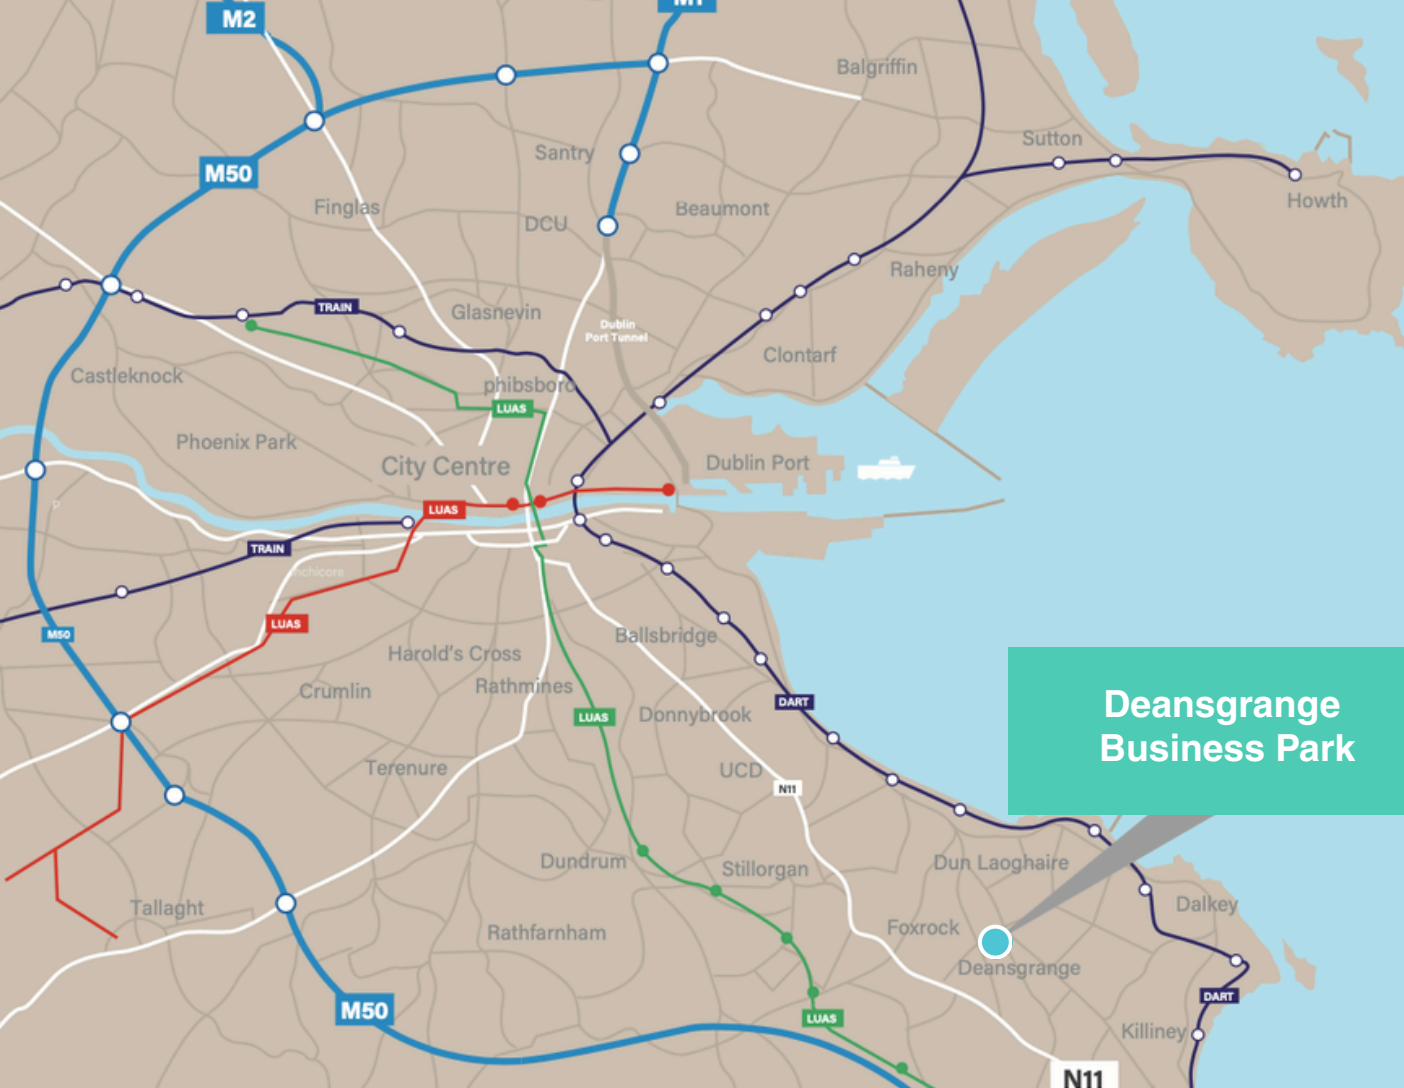 M2
M1
Balgriffin
Sutton
Santry
M50
Howth
Finglas
DCU
Beaumont
Raheny
TRAIN
Glasnevin
Dublin
Port Tunnel
Clontarf
Castleknock
phibsboro
LUAS
Phoenix Park
City Centre
Dublin Port
P
LUAS
TRAIN
LUAS
M50
Ballsbridge
Harold's Cross
Rathmines
Crumlin
DART
LUAS
Donnybrook
Deansgrange
Business Park
Terenure
UCD
N11
Dundrum
Stillorgan
Dun Laoghaire
Tallaght
Dalkey
Foxrock
Rathfarnham
Deansgrange
DART
M50
LUAS
Killiney
N11